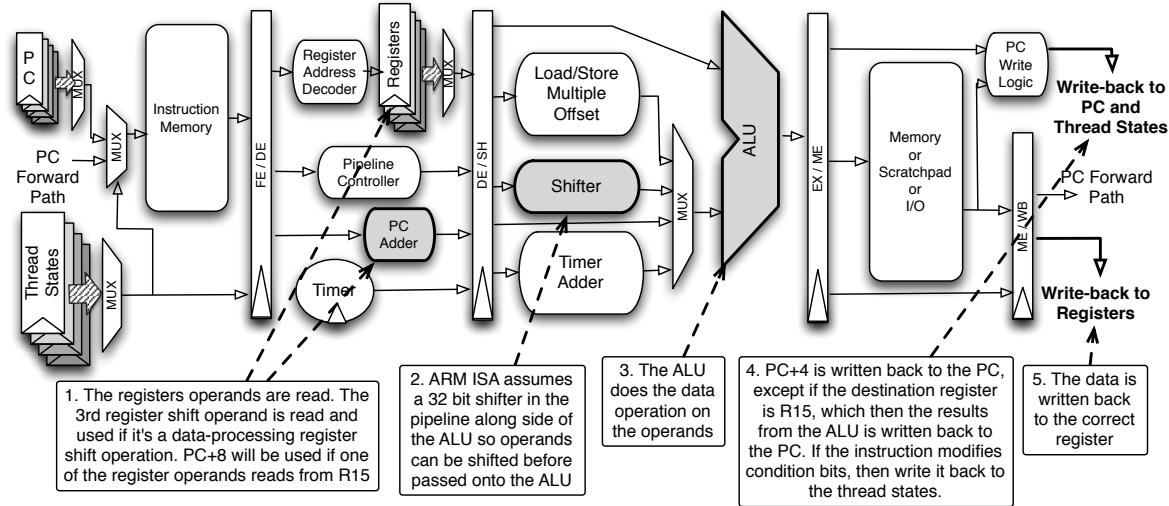 PC
MUX
MUX
PC
Forward
Path
Thread
States
MUX
Instruction
Memory
FE / DE
Register
Address
Decoder
Registers
MUX
Pipeline
Controller
PC
Adder
Timer
DE / SH
Load/Store
Multiple
Offset
Shifter
Timer
Adder
MUX
ALU
EX / ME
Memory
or
Scratchpad
or
I/O
PC
Write
Logic
ME / WB
Write-back to
PC and
Thread States
PC Forward
Path
Write-back to
Registers
1. The registers operands are read. The
3rd register shift operand is read and
used if it's a data-processing register
shift operation. PC+8 will be used if one
of the register operands reads from R15
2. ARM ISA assumes
a 32 bit shifter in the
pipeline along side of
the ALU so operands
can be shifted before
passed onto the ALU
3. The ALU
does the data
operation on
the operands
4. PC+4 is written back to the PC,
except if the destination register
is R15, which then the results
from the ALU is written back to
the PC. If the instruction modifies
condition bits, then write it back to
the thread states.
5. The data is
written back
to the correct
register